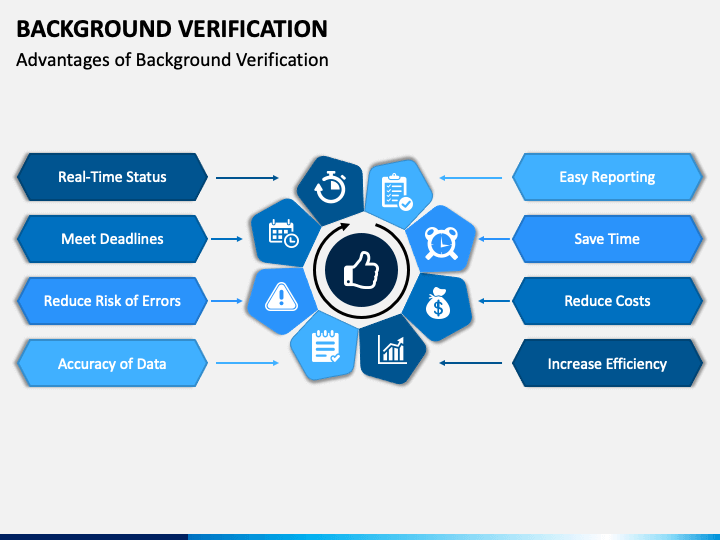 BACKGROUND VERIFICATION
Advantages of Background Verification
Real-Time Status
Meet Deadlines
Reduce Risk of Errors
Accuracy of Data
Easy Reporting
Save Time
Reduce Costs
Increase Efficiency
$